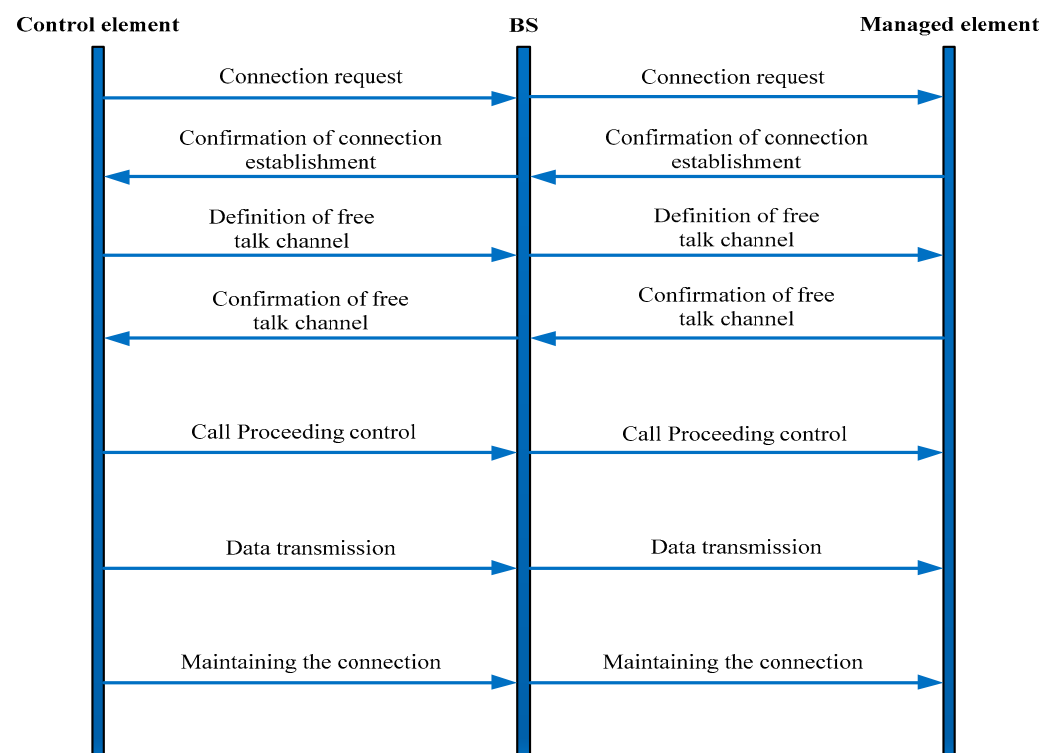 Control element
BS
Managed element
Connection request
Connection request
Confirmation of connection
establishment
Confirmation of connection
establishment
Definition of free
talk channel
Definition of free
talk channel
Confirmation of free
talk channel
Confirmation of free
talk channel
Call Proceeding control
Call Proceeding control
Data transmission
Data transmission
Maintaining the connection
Maintaining the connection